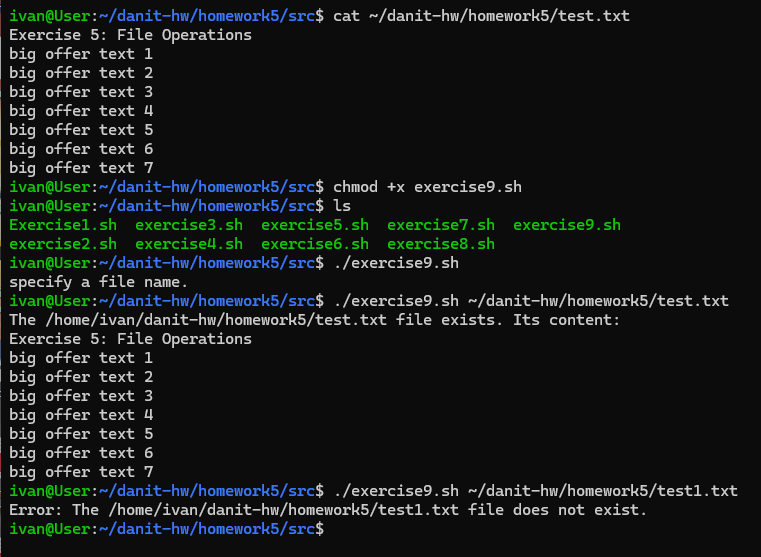 ivan@User:~/danit-hw/homework5/src$ cat ~/danit-hw/homework5/test.txt
Exercise 5: File Operations
big offer text 1
big offer text 2
big offer text 3
big offer text 4
big offer text 5
big offer text 6
big offer text 7
ivan@User:~/danit-hw/homework5/src$ chmod +x exercise9.sh
ivan@User:~/danit-hw/homework5/src$ ls
Exercise1.sh  exercise3.sh  exercise5.sh  exercise7.sh  exercise9.sh
exercise2.sh  exercise4.sh  exercise6.sh  exercise8.sh
ivan@User:~/danit-hw/homework5/src$ ./exercise9.sh
specify a file name.
ivan@User:~/danit-hw/homework5/src$ ./exercise9.sh ~/danit-hw/homework5/test.txt
The /home/ivan/danit-hw/homework5/test.txt file exists. Its content:
Exercise 5: File Operations
big offer text 1
big offer text 2
big offer text 3
big offer text 4
big offer text 5
big offer text 6
big offer text 7
ivan@User:~/danit-hw/homework5/src$ ./exercise9.sh ~/danit-hw/homework5/test1.txt
Error: The /home/ivan/danit-hw/homework5/test1.txt file does not exist.
ivan@User:~/danit-hw/homework5/src$